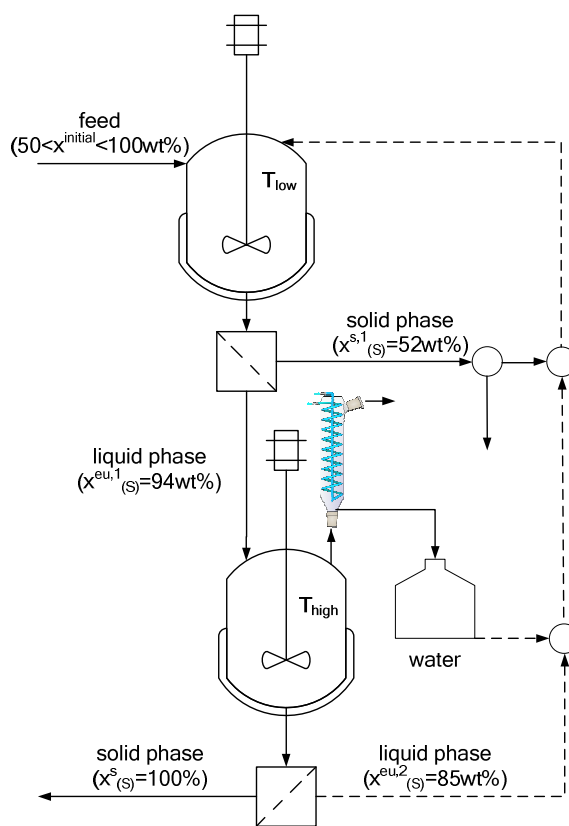 feed
(50<x^initial<100wt%)
T_low
solid phase
(x^s,1_(S)=52wt%)
liquid phase
(x^eu,1_(S)=94wt%)
T_high
water
solid phase
(x^s_(S)=100%)
liquid phase
(x^eu,2_(S)=85wt%)